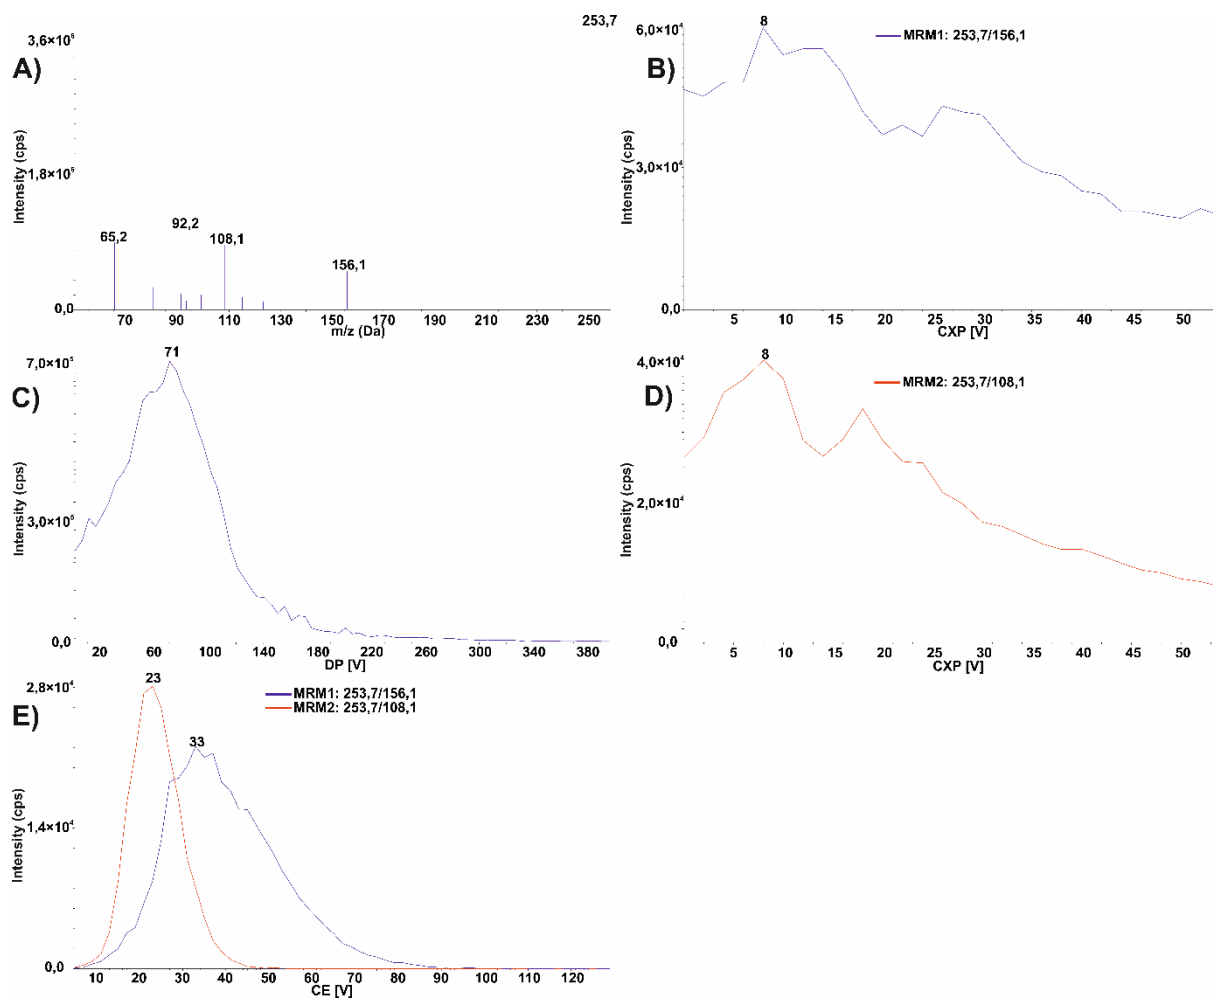 A)
253,7
3,6×10⁶
Intensity (cps)
1,8×10⁶
92,2
65,2
108,1
156,1
0,0
70 90 110 130 150 170 190 210 230 250
m/z (Da)
B)
8
MRM1: 253,7/156,1
6,0×10⁴
Intensity (cps)
3,0×10⁴
0,0
5 10 15 20 25 30 35 40 45 50
CXP [V]
C)
71
7,0×10⁵
Intensity (cps)
3,0×10⁵
0,0
20 60 100 140 180 220 260 300 340 380
DP [V]
D)
8
MRM2: 253,7/108,1
4,0×10⁴
Intensity (cps)
2,0×10⁴
0,0
5 10 15 20 25 30 35 40 45 50
CXP [V]
E)
23
33
MRM1: 253,7/156,1
MRM2: 253,7/108,1
2,8×10⁴
Intensity (cps)
1,4×10⁴
0,0
10 20 30 40 50 60 70 80 90 100 110 120
CE [V]